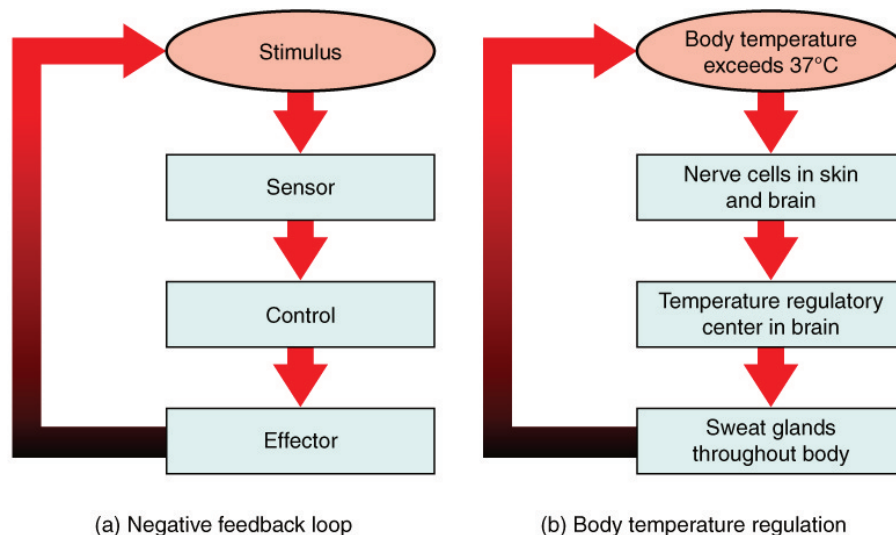 Stimulus
Sensor
Control
Effector
(a) Negative feedback loop
Body temperature
exceeds 37°C
Nerve cells in skin
and brain
Temperature regulatory
center in brain
Sweat glands
throughout body
(b) Body temperature regulation